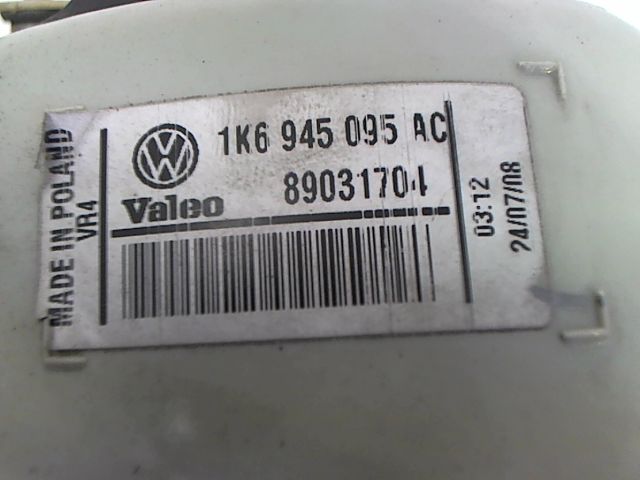 MADE IN POLAND
VR4
1K6 945 095 AC
Valeo
89031704
03:12
24/07/08